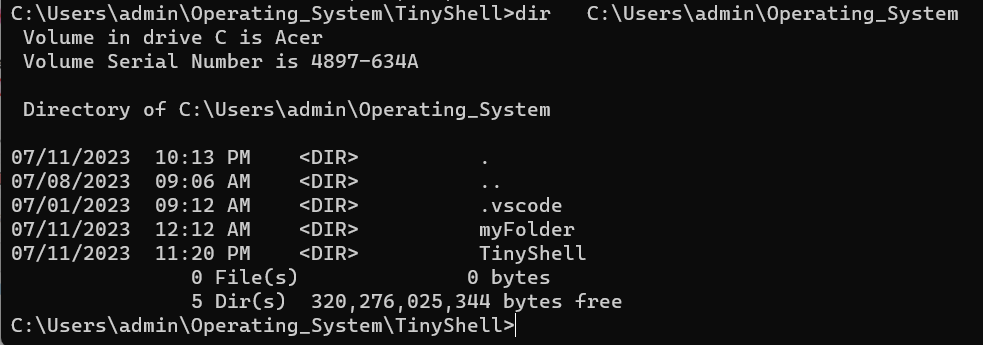 C:\Users\admin\Operating_System\TinyShell>dir   C:\Users\admin\Operating_System
 Volume in drive C is Acer
 Volume Serial Number is 4897-634A

 Directory of C:\Users\admin\Operating_System

07/11/2023  10:13 PM    <DIR>          .
07/08/2023  09:06 AM    <DIR>          ..
07/01/2023  09:12 AM    <DIR>          .vscode
07/11/2023  12:12 AM    <DIR>          myFolder
07/11/2023  11:20 PM    <DIR>          TinyShell
               0 File(s)              0 bytes
               5 Dir(s)  320,276,025,344 bytes free
C:\Users\admin\Operating_System\TinyShell>